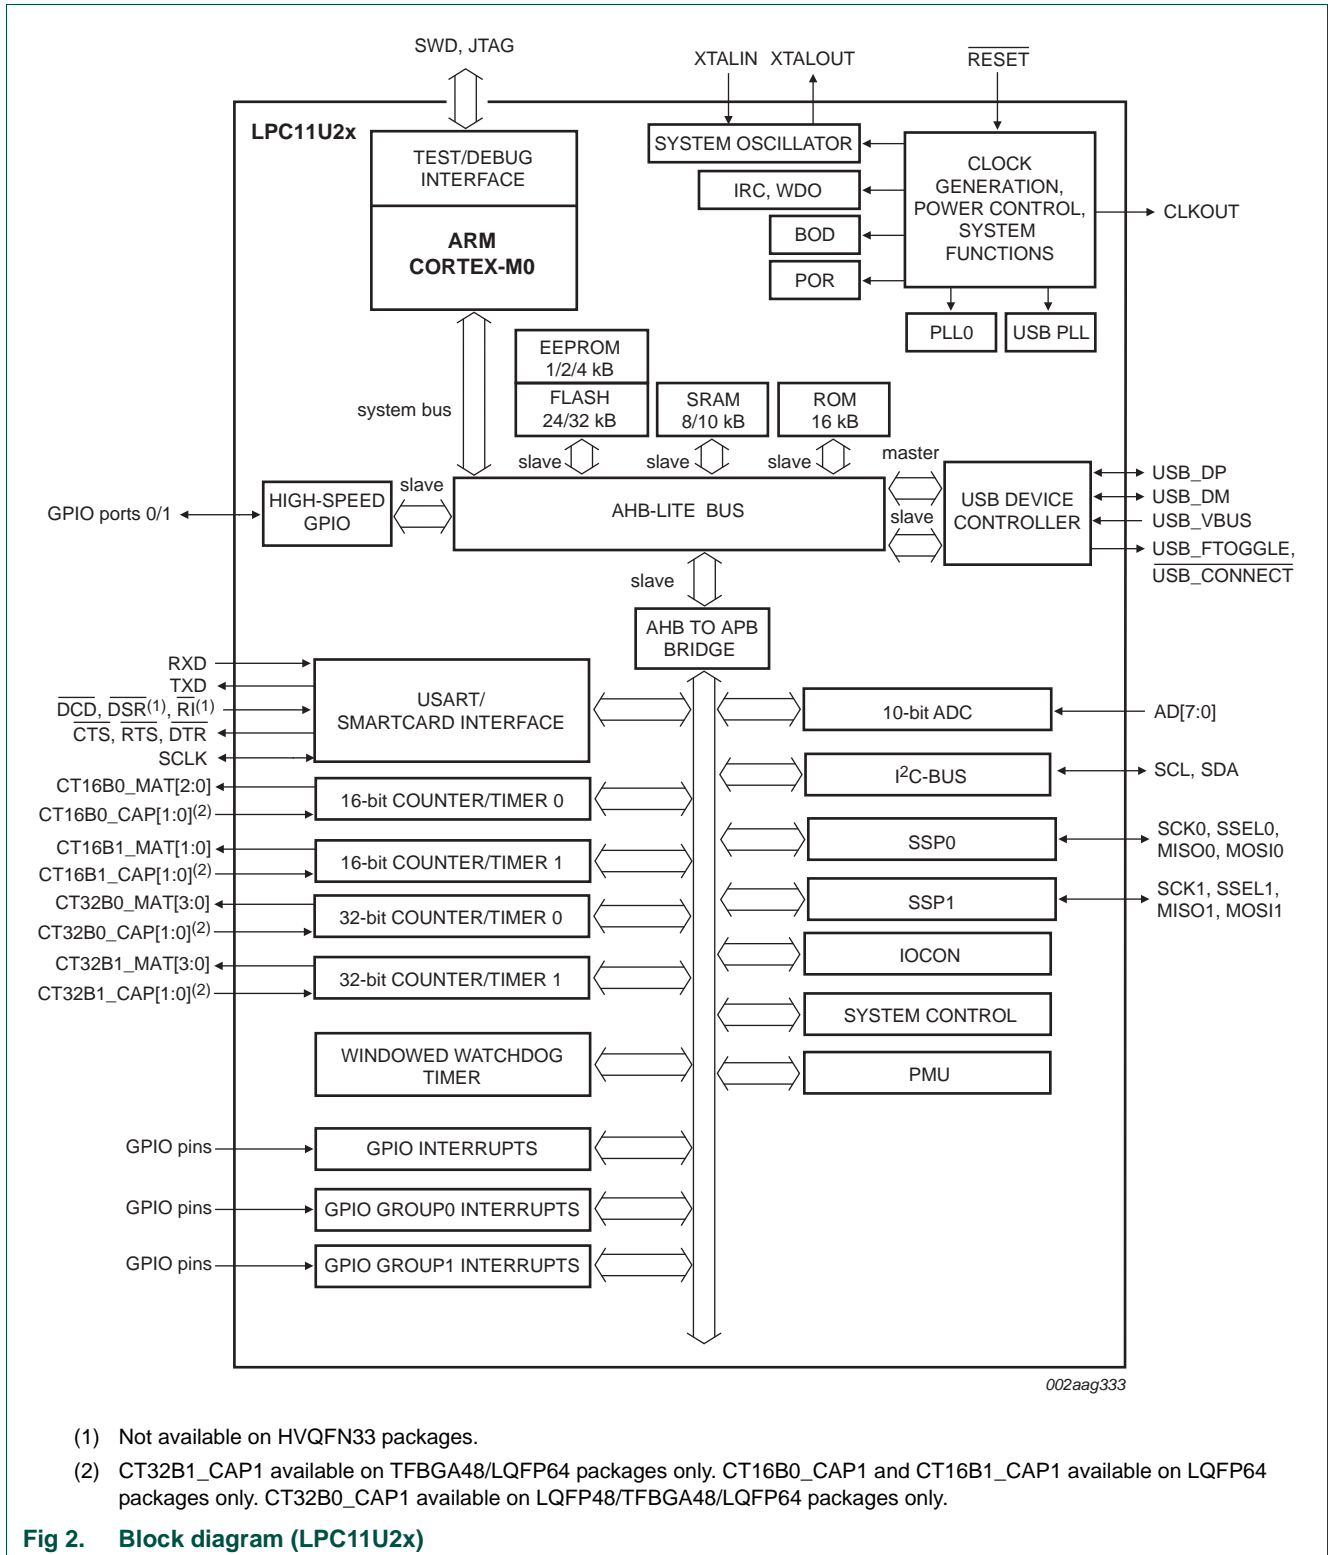 SWD, JTAG
XTALIN XTALOUT
RESET
LPC11U2x
TEST/DEBUG
INTERFACE
ARM
CORTEX-M0
SYSTEM OSCILLATOR
IRC, WDO
BOD
POR
CLOCK
GENERATION,
POWER CONTROL,
SYSTEM
FUNCTIONS
CLKOUT
PLL0
USB PLL
EEPROM
1/2/4 kB
FLASH
24/32 kB
SRAM
8/10 kB
ROM
16 kB
system bus
slave
slave
slave
master
slave
slave
GPIO ports 0/1
HIGH-SPEED
GPIO
AHB-LITE BUS
USB DEVICE
CONTROLLER
USB_DP
USB_DM
USB_VBUS
USB_FTOGGLE,
USB_CONNECT
slave
AHB TO APB
BRIDGE
RXD
TXD
DCD, DSR(1), RI(1)
CTS, RTS, DTR
SCLK
USART/
SMARTCARD INTERFACE
CT16B0_MAT[2:0]
CT16B0_CAP[1:0](2)
16-bit COUNTER/TIMER 0
CT16B1_MAT[1:0]
CT16B1_CAP[1:0](2)
16-bit COUNTER/TIMER 1
CT32B0_MAT[3:0]
CT32B0_CAP[1:0](2)
32-bit COUNTER/TIMER 0
CT32B1_MAT[3:0]
CT32B1_CAP[1:0](2)
32-bit COUNTER/TIMER 1
WINDOWED WATCHDOG
TIMER
GPIO pins
GPIO INTERRUPTS
GPIO pins
GPIO GROUP0 INTERRUPTS
GPIO pins
GPIO GROUP1 INTERRUPTS
10-bit ADC
AD[7:0]
I2C-BUS
SCL, SDA
SSP0
SCK0, SSEL0,
MISO0, MOSI0
SSP1
SCK1, SSEL1,
MISO1, MOSI1
IOCON
SYSTEM CONTROL
PMU
002aag333
(1) Not available on HVQFN33 packages.
(2) CT32B1_CAP1 available on TFBGA48/LQFP64 packages only. CT16B0_CAP1 and CT16B1_CAP1 available on LQFP64
packages only. CT32B0_CAP1 available on LQFP48/TFBGA48/LQFP64 packages only.
Fig 2. Block diagram (LPC11U2x)